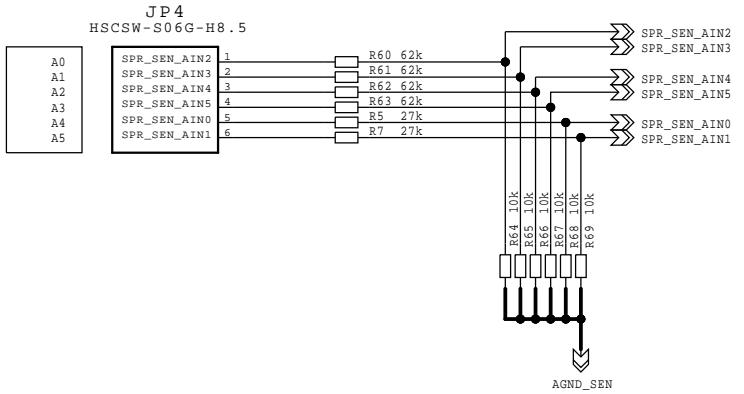 JP4
HSCSW-S06G-H8.5
A0
A1
A2
A3
A4
A5
SPR_SEN_AIN2 1
SPR_SEN_AIN3 2
SPR_SEN_AIN4 3
SPR_SEN_AIN5 4
SPR_SEN_AIN0 5
SPR_SEN_AIN1 6
R60 62k
R61 62k
R62 62k
R63 62k
R5 27k
R7 27k
SPR_SEN_AIN2
SPR_SEN_AIN3
SPR_SEN_AIN4
SPR_SEN_AIN5
SPR_SEN_AIN0
SPR_SEN_AIN1
R64 10k
R65 10k
R66 10k
R67 10k
R68 10k
R69 10k
AGND_SEN